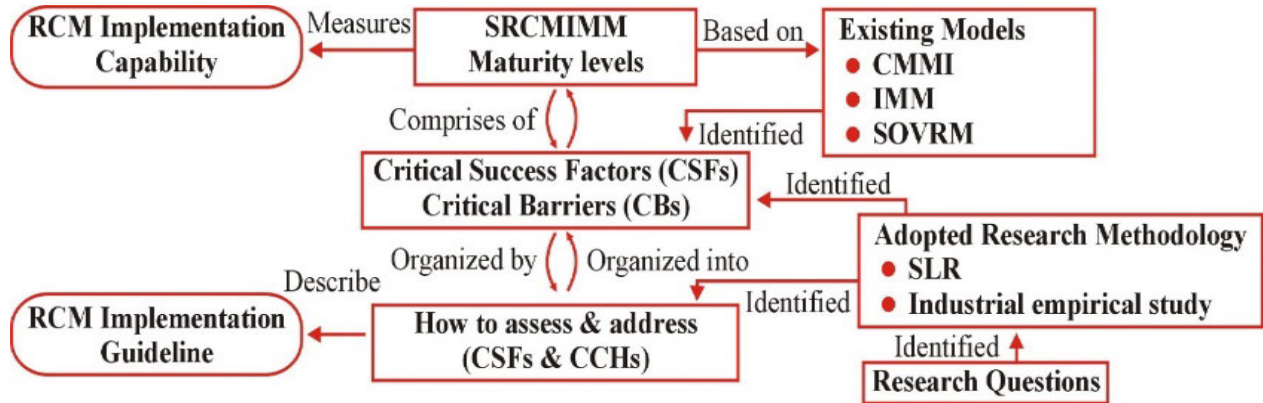 RCM Implementation
Capability
Measures
SRCMIMM
Maturity levels
Based on
Existing Models
CMMI
IMM
SOVRM
Comprises of
Identified
Critical Success Factors (CSFs)
Critical Barriers (CBs)
Identified
Adopted Research Methodology
SLR
Industrial empirical study
Organized by
Organized into
Describe
Identified
RCM Implementation
Guideline
How to assess & address
(CSFs & CCHs)
Identified
Research Questions